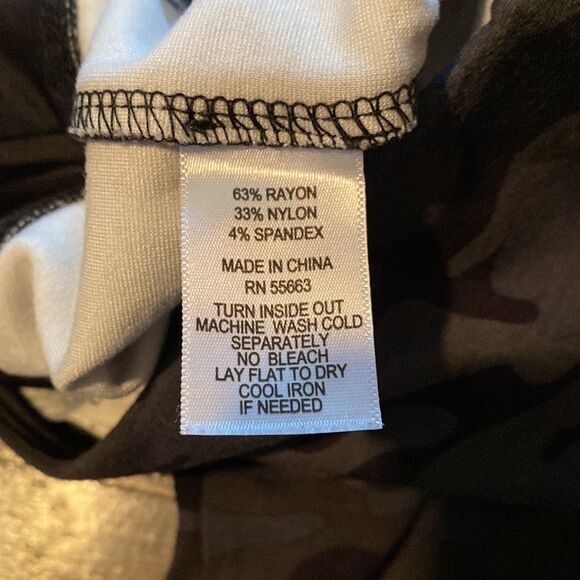 63% RAYON
33% NYLON
4% SPANDEX
MADE IN CHINA
RN 55663
TURN INSIDE OUT
MACHINE WASH COLD
SEPARATELY
NO BLEACH
LAY FLAT TO DRY
COOL IRON
IF NEEDED